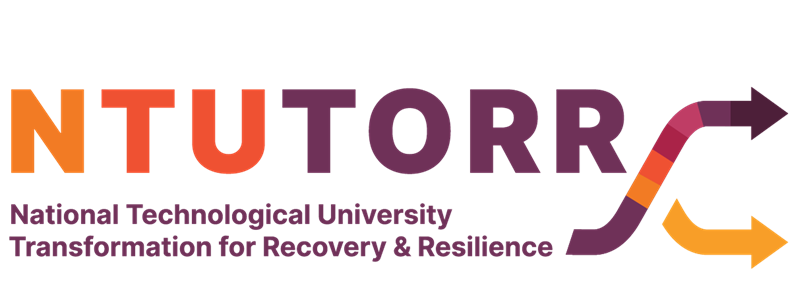 NTUTORR
National Technological University
Transformation for Recovery & Resilience